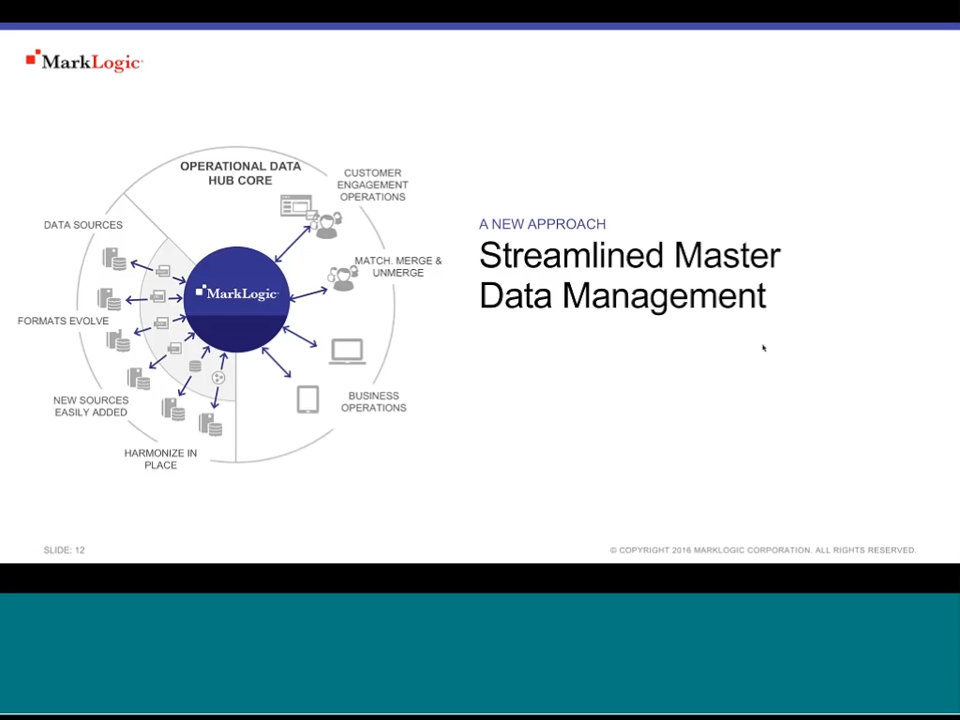 MarkLogic
OPERATIONAL DATA
HUB CORE
CUSTOMER
ENGAGEMENT
OPERATIONS
DATA SOURCES
MATCH. MERGE &
UNMERGE
MarkLogic
FORMATS EVOLVE
NEW SOURCES
EASILY ADDED
BUSINESS
OPERATIONS
HARMONIZE IN
PLACE
A NEW APPROACH
Streamlined Master
Data Management
SLIDE: 12
© COPYRIGHT 2016 MARKLOGIC CORPORATION. ALL RIGHTS RESERVED.